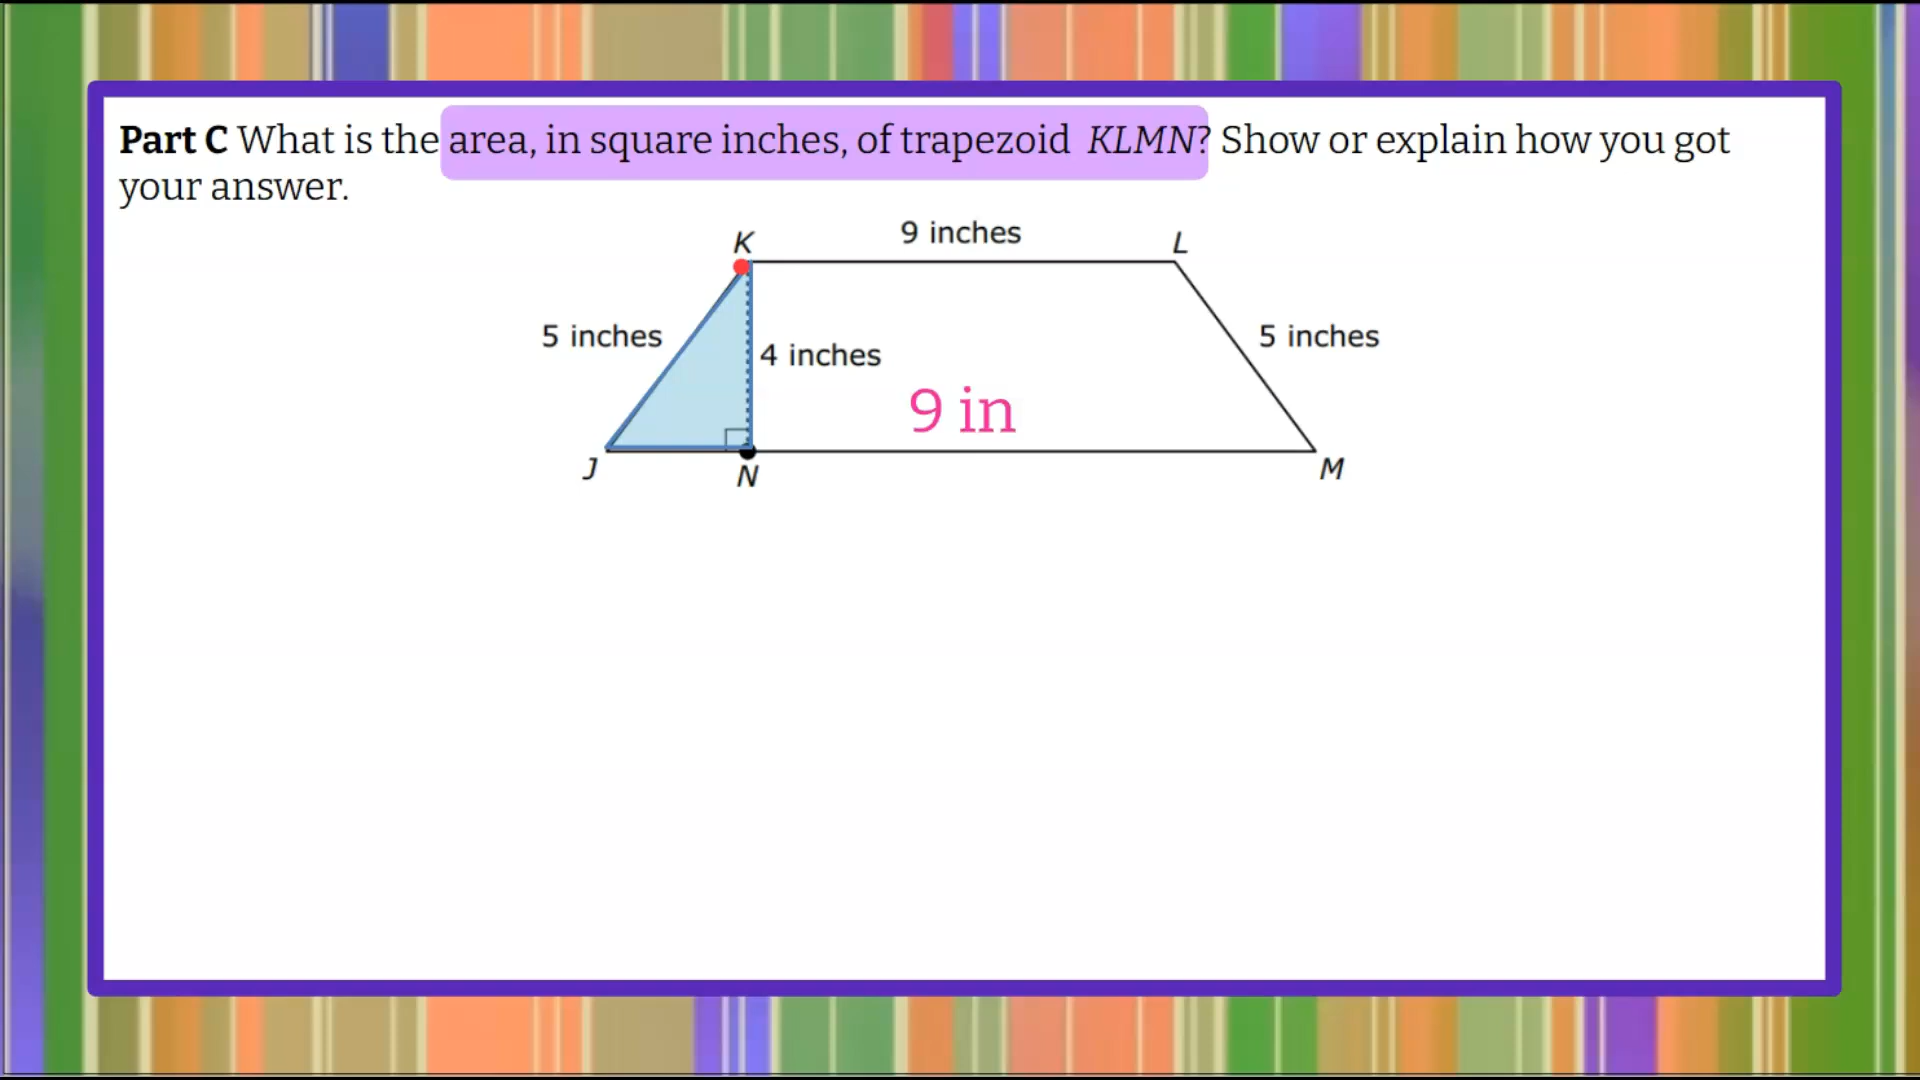 Part C What is the area, in square inches, of trapezoid KLMN? Show or explain how you got
your answer.
K
9 inches
L
5 inches
4 inches
5 inches
9 in
J
N
M